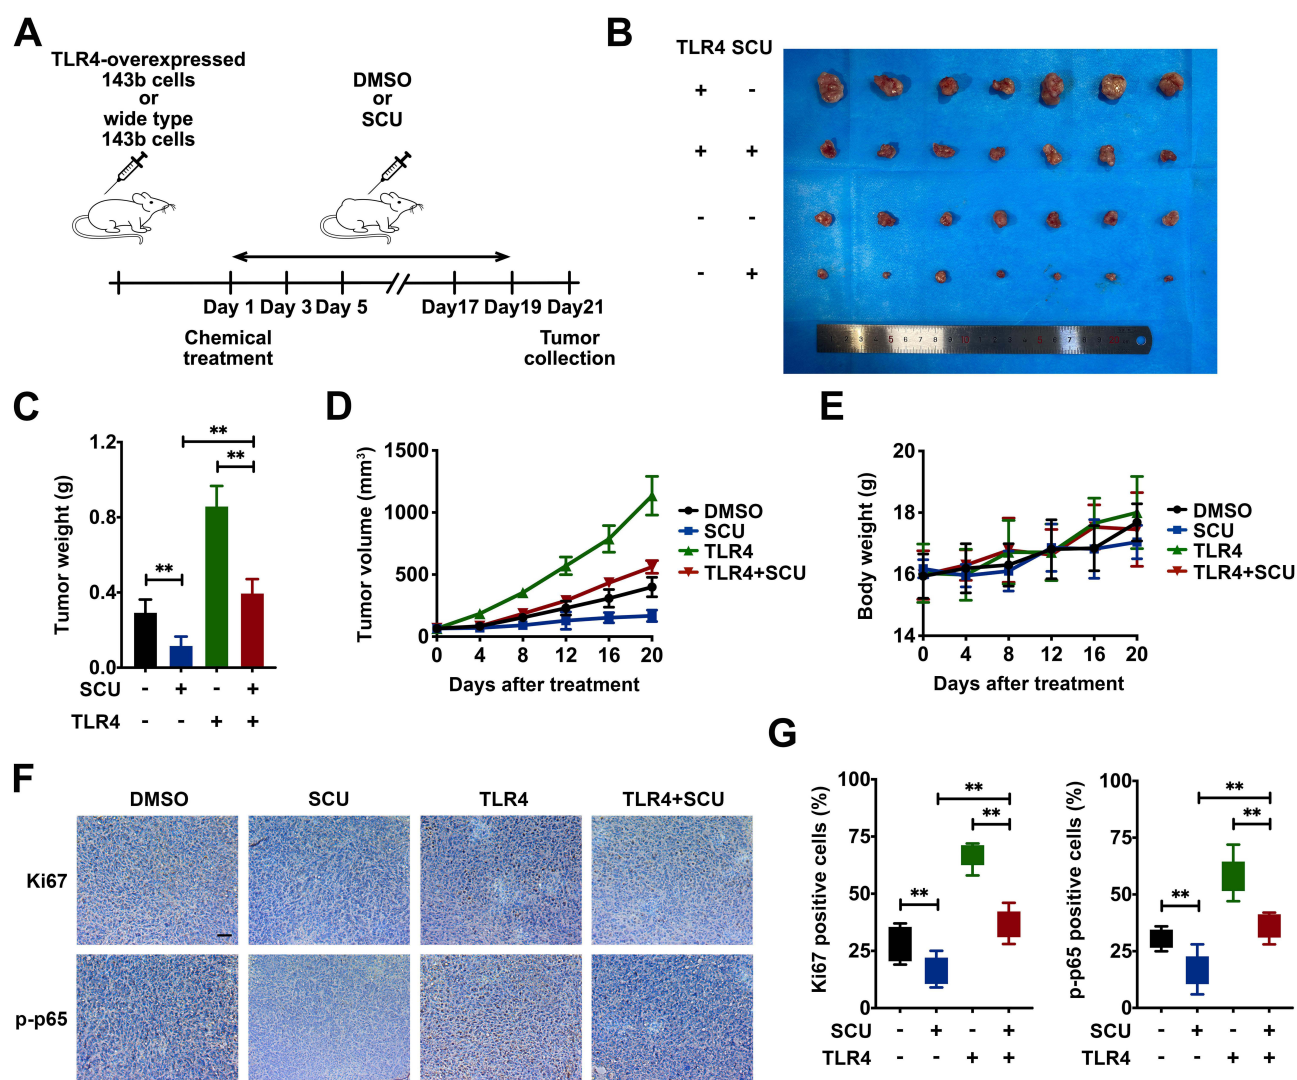 A
TLR4-overexpressed
143b cells
or
wide type
143b cells
DMSO
or
SCU
Day 1 Day 3 Day 5 Day17 Day19 Day21
Chemical
treatment
Tumor
collection
B
TLR4 SCU
+ -
+ +
- -
- +
C
Tumor weight (g)
1.2
0.8
0.4
0.0
** ** **
SCU - + - +
TLR4 - - + +
D
Tumor volume (mm³)
1500
1000
500
0
0 4 8 12 16 20
Days after treatment
DMSO
SCU
TLR4
TLR4+SCU
E
Body weight (g)
20
18
16
14
0 4 8 12 16 20
Days after treatment
DMSO
SCU
TLR4
TLR4+SCU
F
DMSO SCU TLR4 TLR4+SCU
Ki67
p-p65
G
Ki67 positive cells (%)
100
75
50
25
0
** ** **
SCU - + - +
TLR4 - - + +
p-p65 positive cells (%)
100
75
50
25
0
** ** **
SCU - + - +
TLR4 - - + +